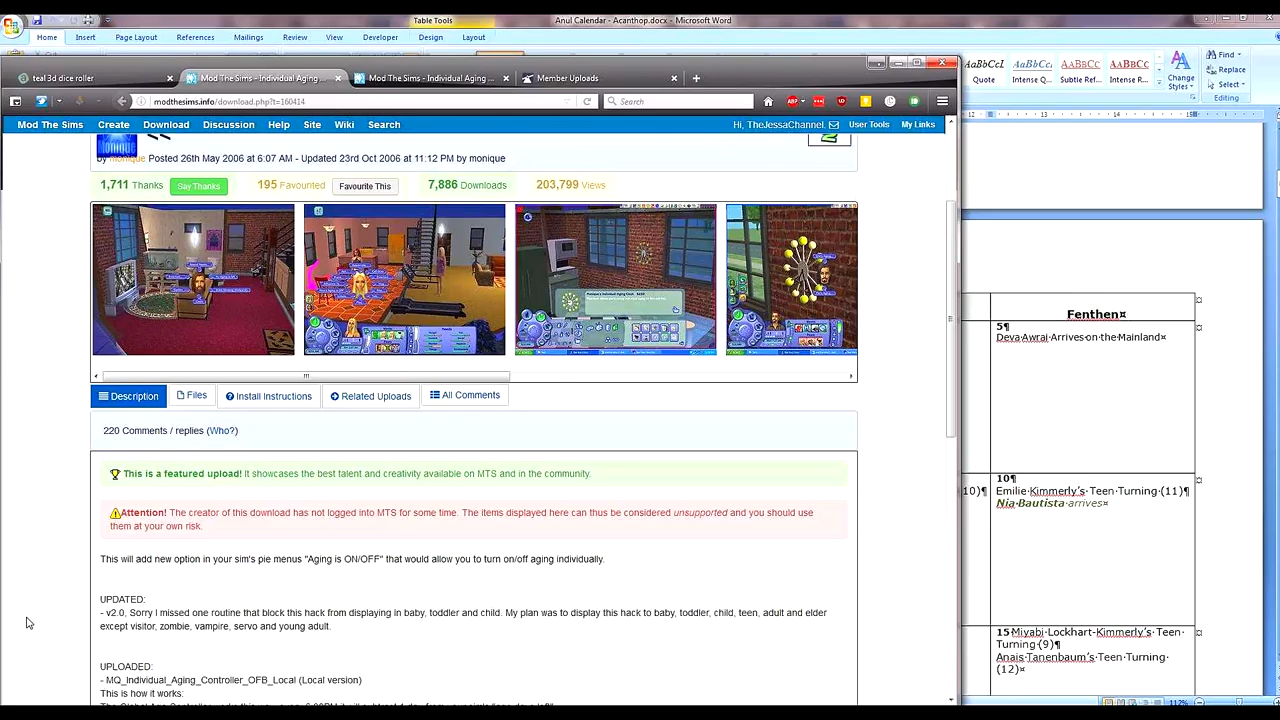 Table Tools
Anul Calendar - Acanthop.docx - Microsoft Word
Home
Insert
Page Layout
References
Mailings
Review
View
Developer
Design
Layout
AaBbCcL
AaBbCcL
AaBbCc
AaBbCc
Quote
Intense Q...
Subtle Ref...
Intense R...
Change
Styles
Find
Replace
Select
Editing
teal 3d dice roller
Mod The Sims - Individual Aging ...
Mod The Sims - Individual Aging ...
Member Uploads
modthesims.info/download.php?t=160414
Search
Mod The Sims
Create
Download
Discussion
Help
Site
Wiki
Search
Hi, TheJessaChannel.
User Tools
My Links
by monique Posted 26th May 2006 at 6:07 AM - Updated 23rd Oct 2006 at 11:12 PM by monique
1,711 Thanks
Say Thanks
195 Favourited
Favourite This
7,886 Downloads
203,799 Views
Description
Files
Install Instructions
Related Uploads
All Comments
220 Comments / replies (Who?)
This is a featured upload! It showcases the best talent and creativity available on MTS and in the community.
Attention! The creator of this download has not logged into MTS for some time. The items displayed here can thus be considered unsupported and you should use
them at your own risk.
This will add new option in your sim's pie menus "Aging is ON/OFF" that would allow you to turn on/off aging individually.
UPDATED:
- v2.0, Sorry I missed one routine that block this hack from displaying in baby, toddler and child. My plan was to display this hack to baby, toddler, child, teen, adult and elder
except visitor, zombie, vampire, servo and young adult.
UPLOADED:
- MQ_Individual_Aging_Controller_OFB_Local (Local version)
This is how it works:
12
13
14
15
Fenthen¤
5¶
Deva·Awrai·Arrives·on·the·Mainland¤
10)¶
10¶
Emilie·Kimmerly's·Teen·Turning·(11)¶
Nia·Bautista·arrives¤
15·Miyabi·Lockhart-Kimmerly's·Teen·
Turning·(9)¶
Anais·Tanenbaum's·Teen·Turning·
(12)¤
112%